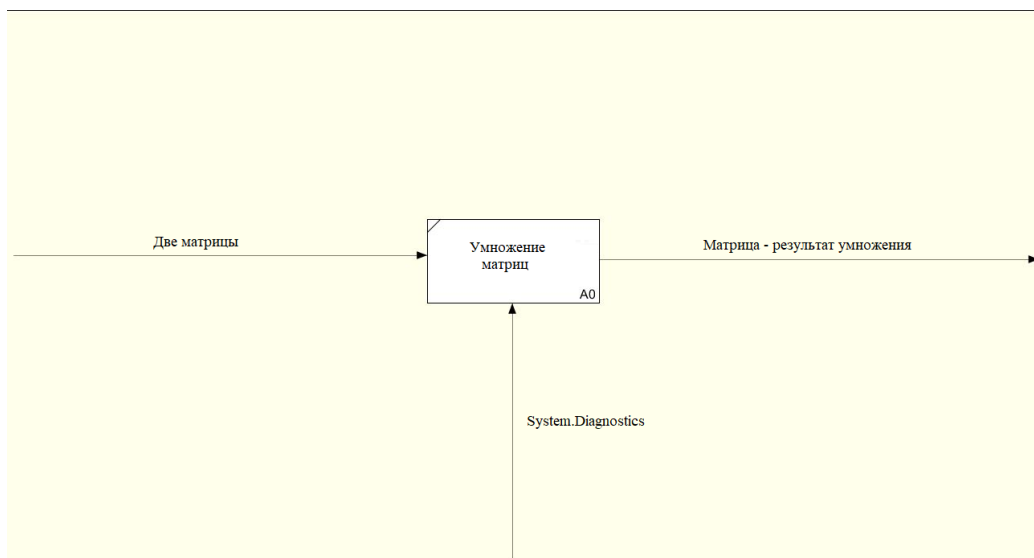 Две матрицы
Умножение
матриц
A0
Матрица - результат умножения
System.Diagnostics